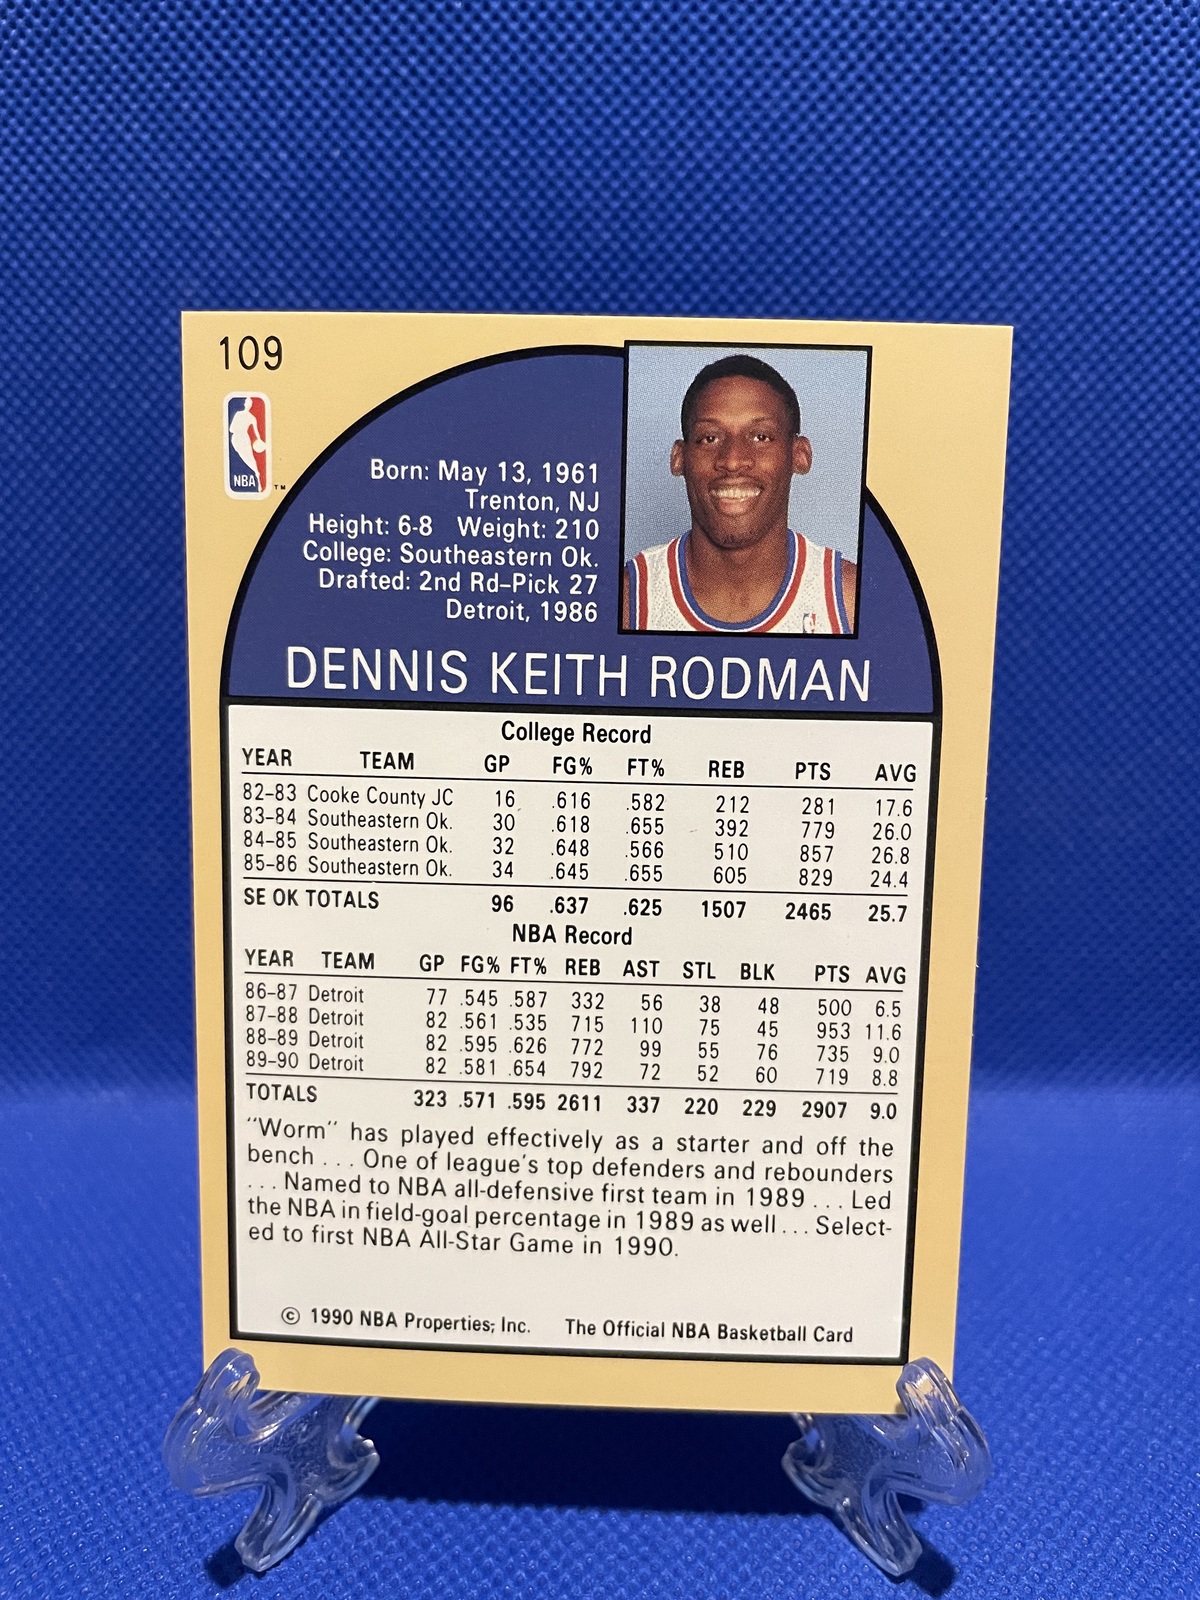 109
NBA
TM
Born: May 13, 1961
Trenton, NJ
Height: 6-8 Weight: 210
College: Southeastern Ok.
Drafted: 2nd Rd–Pick 27
Detroit, 1986
DENNIS KEITH RODMAN
College Record
YEAR TEAM GP FG% FT% REB PTS AVG
82–83 Cooke County JC 16 .616 .582 212 281 17.6
83–84 Southeastern Ok. 30 .618 .655 392 779 26.0
84–85 Southeastern Ok. 32 .648 .566 510 857 26.8
85–86 Southeastern Ok. 34 .645 .655 605 829 24.4
SE OK TOTALS 96 .637 .625 1507 2465 25.7
NBA Record
YEAR TEAM GP FG% FT% REB AST STL BLK PTS AVG
86–87 Detroit 77 .545 .587 332 56 38 48 500 6.5
87–88 Detroit 82 .561 .535 715 110 75 45 953 11.6
88–89 Detroit 82 .595 .626 772 99 55 76 735 9.0
89–90 Detroit 82 .581 .654 792 72 52 60 719 8.8
TOTALS 323 .571 .595 2611 337 220 229 2907 9.0
"Worm" has played effectively as a starter and off the
bench . . . One of league's top defenders and rebounders
. . . Named to NBA all-defensive first team in 1989 . . . Led
the NBA in field-goal percentage in 1989 as well . . . Select-
ed to first NBA All-Star Game in 1990.
© 1990 NBA Properties, Inc. The Official NBA Basketball Card